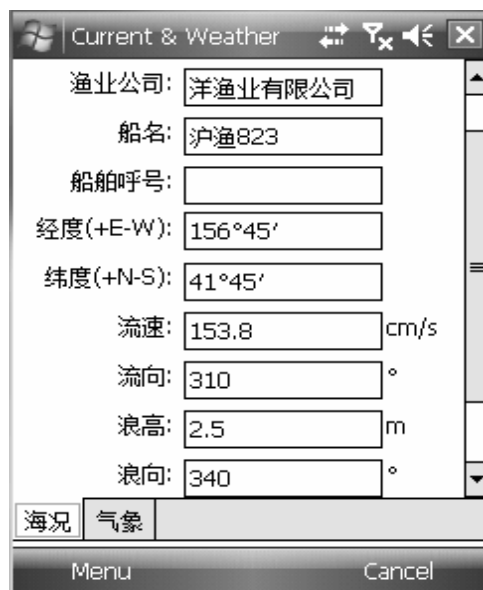 Current & Weather
渔业公司: 洋渔业有限公司
船名: 沪渔823
船舶呼号:
经度(+E-W): 156°45′
纬度(+N-S): 41°45′
流速: 153.8 cm/s
流向: 310 °
浪高: 2.5 m
浪向: 340 °
海况 气象
Menu Cancel